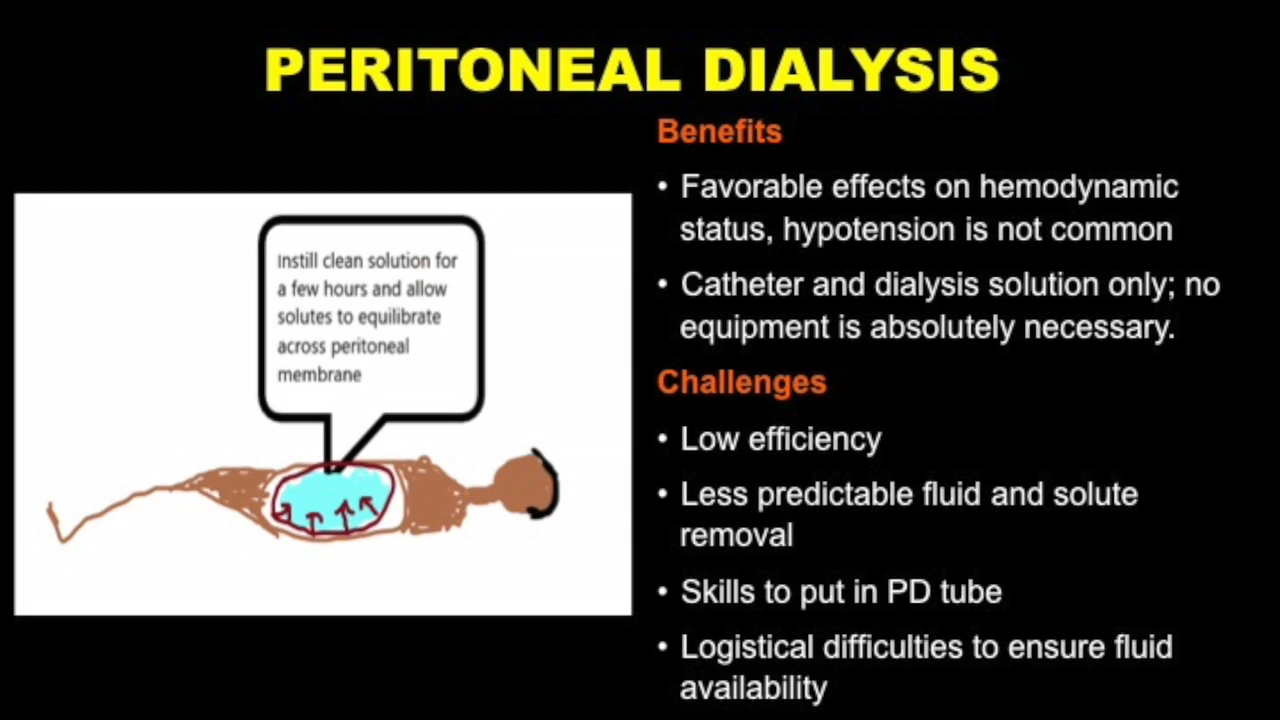 PERITONEAL DIALYSIS
Instill clean solution for
a few hours and allow
solutes to equilibrate
across peritoneal
membrane
Benefits
• Favorable effects on hemodynamic
status, hypotension is not common
• Catheter and dialysis solution only; no
equipment is absolutely necessary.
Challenges
• Low efficiency
• Less predictable fluid and solute
removal
• Skills to put in PD tube
• Logistical difficulties to ensure fluid
availability